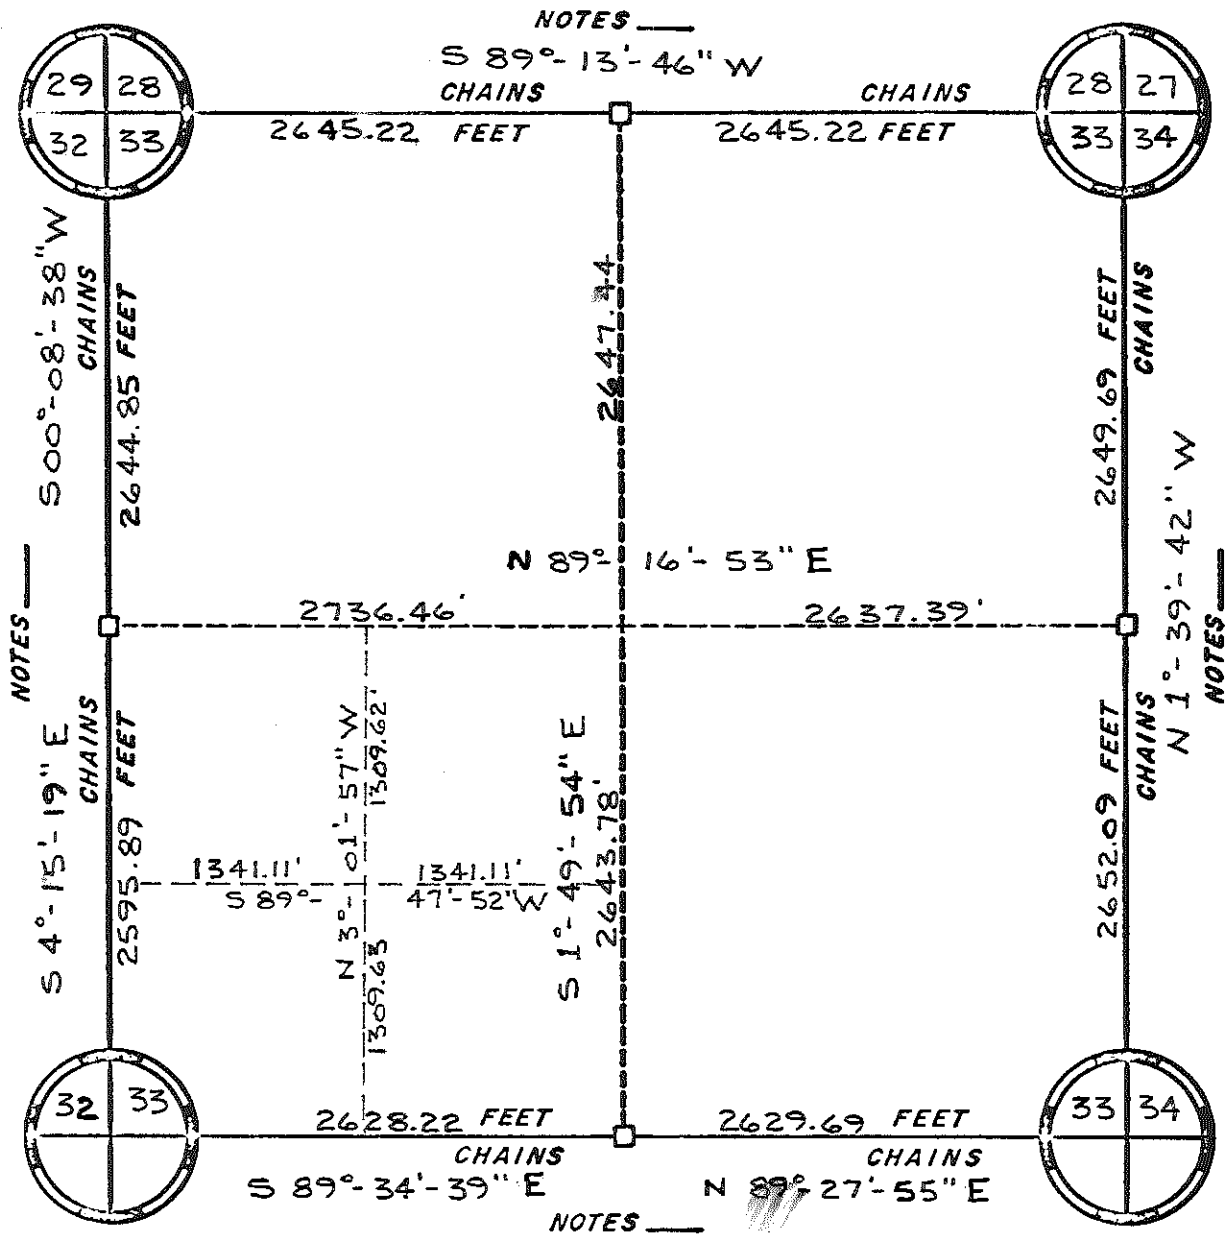 NOTES
S 89°-13'-46" W
CHAINS CHAINS
2645.22 FEET 2645.22 FEET
29 28
32 33
28 27
33 34
S 00°-08'-38" W
CHAINS
2644.85 FEET
2647.44
2649.69 FEET
CHAINS
N 1°-39'-42" W
NOTES
NOTES
N 89°-16'-53" E
2736.46' 2637.39'
S 4°-15'-19" E
CHAINS
2595.89 FEET
N 3°-01'-57" W
1309.62'
1309.63
1341.11' 1341.11'
S 89°-47'-52" W
S 1°-49'-54" E
2643.78'
2652.09 FEET
CHAINS
32 33
33 34
2628.22 FEET 2629.69 FEET
CHAINS CHAINS
S 89°-34'-39" E N 89°-27'-55" E
NOTES